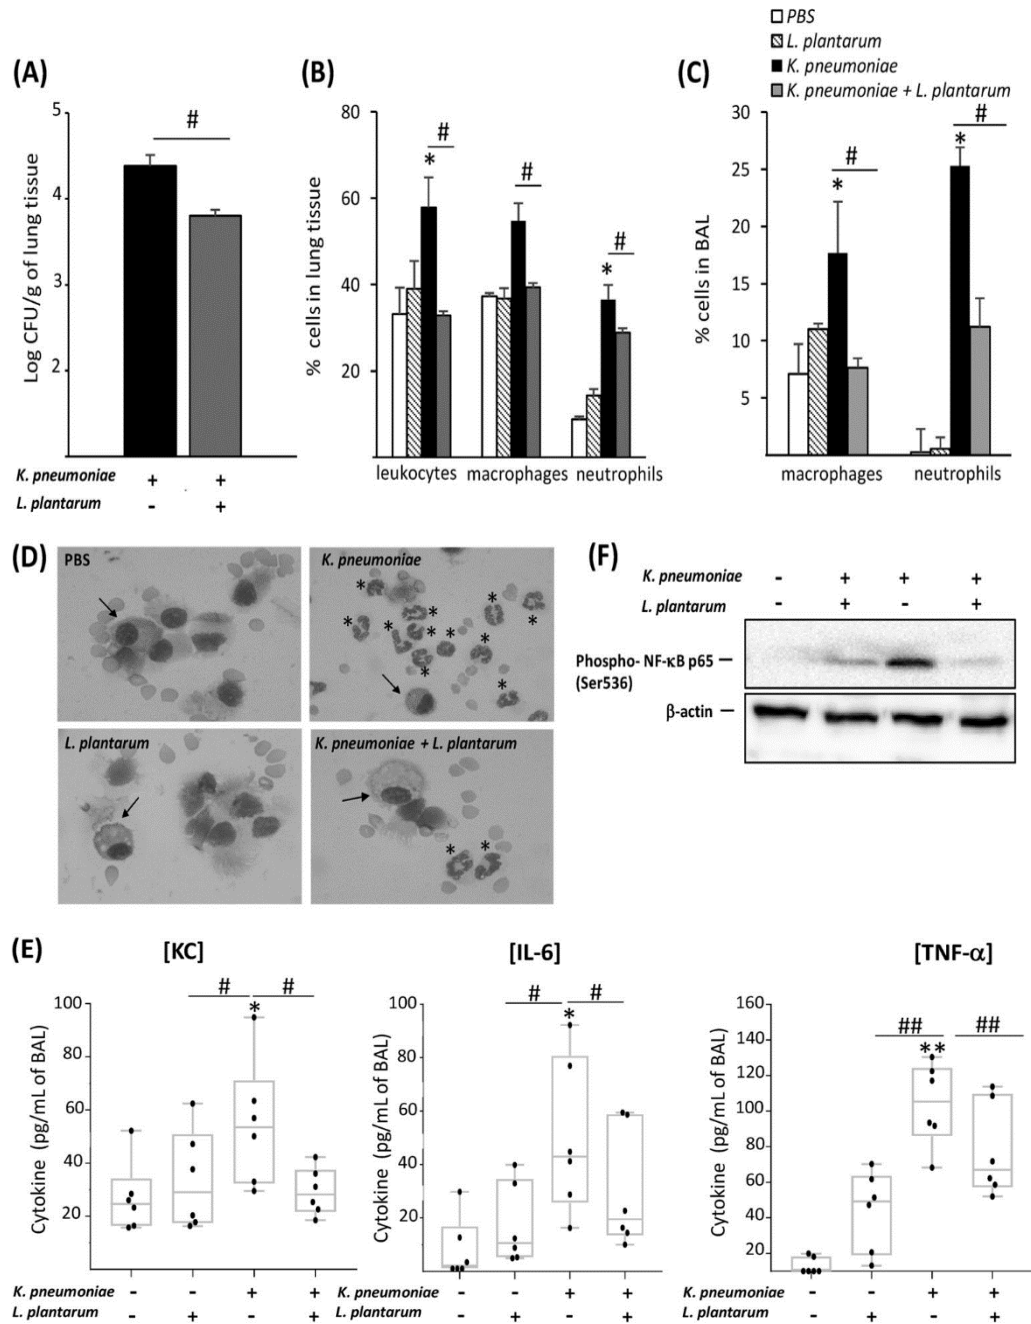 PBS
L. plantarum
K. pneumoniae
K. pneumoniae + L. plantarum
(A)
Log CFU/g of lung tissue
5
4
3
2
#
K. pneumoniae + +
L. plantarum - +
(B)
% cells in lung tissue
80
60
40
20
#
*
#
#
*
leukocytes macrophages neutrophils
(C)
% cells in BAL
30
25
20
15
10
5
#
*
#
*
macrophages neutrophils
(D)
PBS
K. pneumoniae
* * * * * * * * * * * *
L. plantarum
K. pneumoniae + L. plantarum
* *
(F)
K. pneumoniae - + + +
L. plantarum - + - +
Phospho- NF-κB p65
(Ser536)
β-actin
(E)
[KC]
Cytokine (pg/mL of BAL)
100
80
60
40
20
# #
*
K. pneumoniae - - + +
L. plantarum - + - +
[IL-6]
Cytokine (pg/mL of BAL)
100
80
60
40
20
# #
*
K. pneumoniae - - + +
L. plantarum - + - +
[TNF-α]
Cytokine (pg/mL of BAL)
160
140
120
100
80
60
40
20
## ##
**
K. pneumoniae - - + +
L. plantarum - + - +